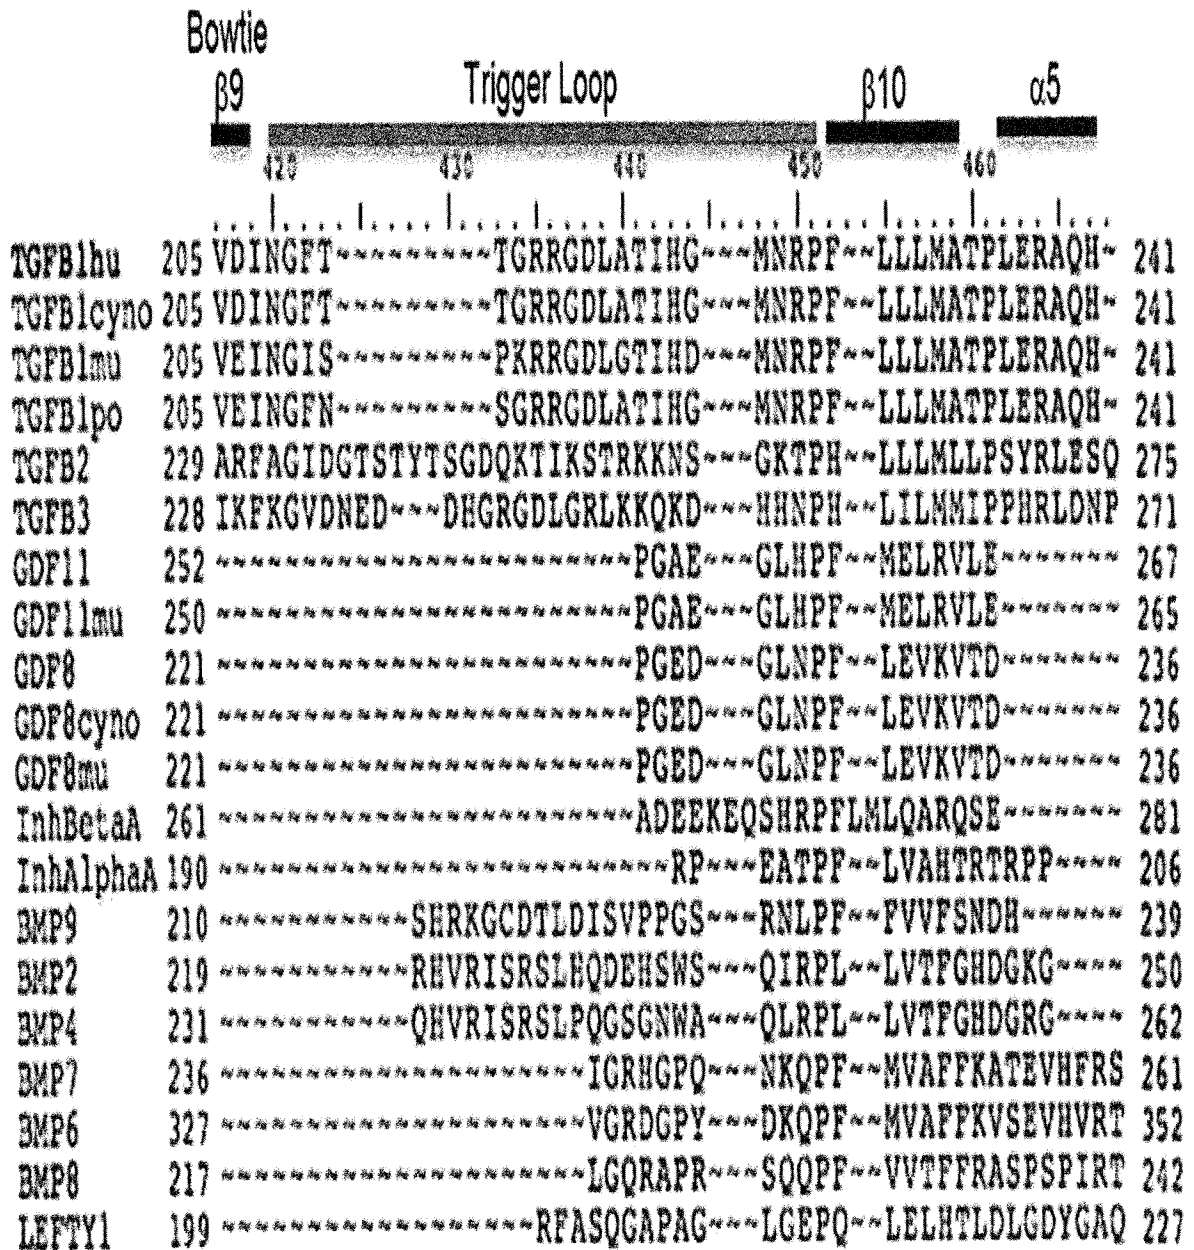 Bowtie
β9 Trigger Loop β10 α5
420 430 440 450 460
TGFB1hu 205 VDINGFT~~~~~~~~~TGRRGDLATIHG~~~MNRPF~~LLLMATPLERAQH~ 241
TGFB1cyno 205 VDINGFT~~~~~~~~~TGRRGDLATIHG~~~MNRPF~~LLLMATPLERAQH~ 241
TGFB1mu 205 VEINGIS~~~~~~~~~PKRRGDLGTIHD~~~MNRPF~~LLLMATPLERAQH~ 241
TGFB1po 205 VEINGFN~~~~~~~~~SGRRGDLATIHG~~~MNRPF~~LLLMATPLERAQH~ 241
TGFB2 229 ARFAGIDGTSTYTSGDQKTIKSTRKKNS~~~GKTPH~~LLLMLLPSYRLESQ 275
TGFB3 228 IKFKGVDNED~~~DHGRGDLGRLKKQKD~~~HHNPH~~LILMMIPPHRLDNP 271
GDF11 252 ~~~~~~~~~~~~~~~~~~~~~~~~PGAE~~~GLHPF~~MELRVLE~~~~~~~ 267
GDF11mu 250 ~~~~~~~~~~~~~~~~~~~~~~~~PGAE~~~GLHPF~~MELRVLE~~~~~~~ 265
GDF8 221 ~~~~~~~~~~~~~~~~~~~~~~~~PGED~~~GLNPF~~LEVKVTD~~~~~~~ 236
GDF8cyno 221 ~~~~~~~~~~~~~~~~~~~~~~~~PGED~~~GLNPF~~LEVKVTD~~~~~~~ 236
GDF8mu 221 ~~~~~~~~~~~~~~~~~~~~~~~~PGED~~~GLNPF~~LEVKVTD~~~~~~~ 236
InhBetaA 261 ~~~~~~~~~~~~~~~~~~~~~~~~ADEEKEQSHRPFLMLQARQSE~~~~~~~ 281
InhAlphaA 190 ~~~~~~~~~~~~~~~~~~~~~~~~~~RP~~~EATPF~~LVAHTRTRPP~~~~ 206
BMP9 210 ~~~~~~~~~~~SHRKGCDTLDISVPPGS~~~RNLPF~~FVVFSNDH~~~~~~ 239
BMP2 219 ~~~~~~~~~~~RHVRISRSLHQDEHSWS~~~QIRPL~~LVTFGHDGKG~~~~ 250
BMP4 231 ~~~~~~~~~~~QHVRISRSLPQGSGNWA~~~QLRPL~~LVTFGHDGRG~~~~ 262
BMP7 236 ~~~~~~~~~~~~~~~~~~~~~IGRHGPQ~~~NKQPF~~MVAFFKATEVHFRS 261
BMP6 327 ~~~~~~~~~~~~~~~~~~~~~VGRDGPY~~~DKQPF~~MVAFFKVSEVHVRT 352
BMP8 217 ~~~~~~~~~~~~~~~~~~~~~LGQRAPR~~~SQQPF~~VVTFFRASPSPIRT 242
LEFTY1 199 ~~~~~~~~~~~~~~~~~~RFASQGAPAG~~~LGEPQ~~LELHTLDLGDYGAQ 227